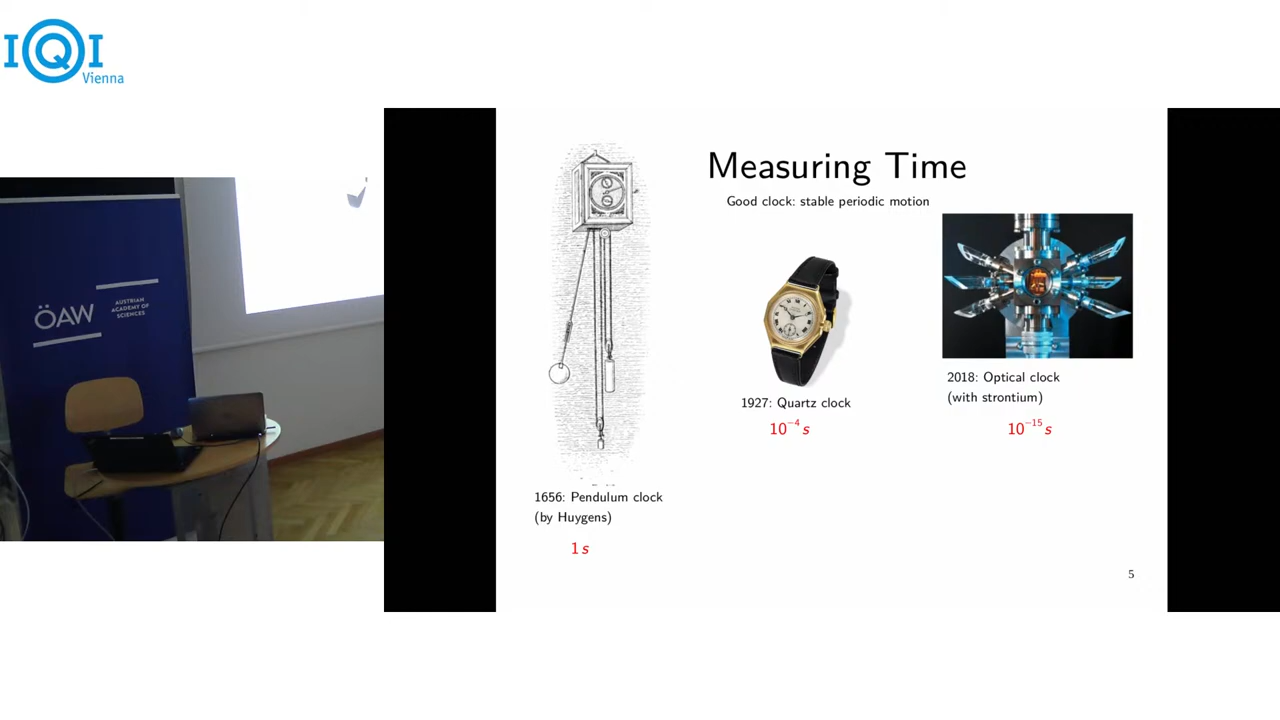 IQI
Vienna
ÖAW
AUSTRIAN
ACADEMY OF
SCIENCES
Measuring Time
Good clock: stable periodic motion
1656: Pendulum clock
(by Huygens)
1 s
1927: Quartz clock
10⁻⁴ s
2018: Optical clock
(with strontium)
10⁻¹⁵ s
5